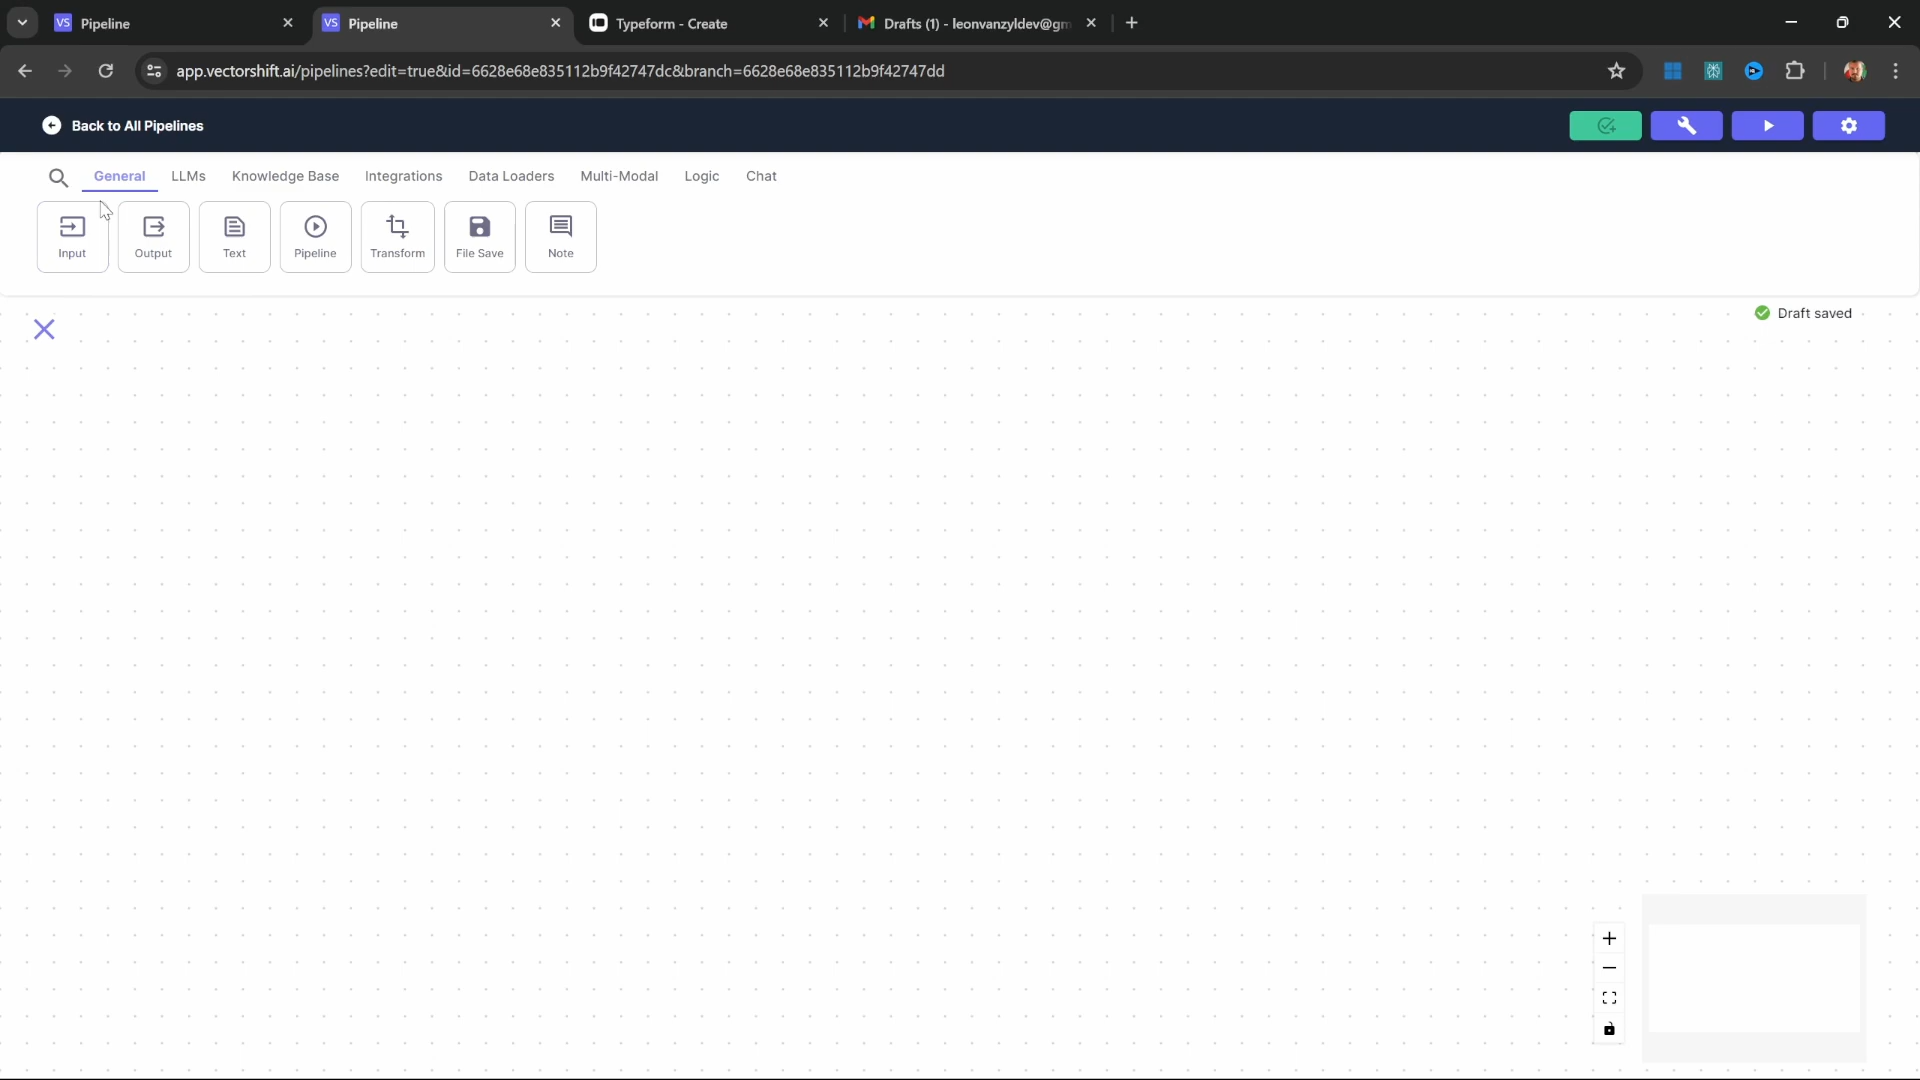 VS Pipeline
VS Pipeline
Typeform - Create
Drafts (1) - leonvanzyldev@gm
app.vectorshift.ai/pipelines?edit=true&id=6628e68e835112b9f42747dc&branch=6628e68e835112b9f42747dd
Back to All Pipelines
General LLMs Knowledge Base Integrations Data Loaders Multi-Modal Logic Chat
Input Output Text Pipeline Transform File Save Note
Draft saved